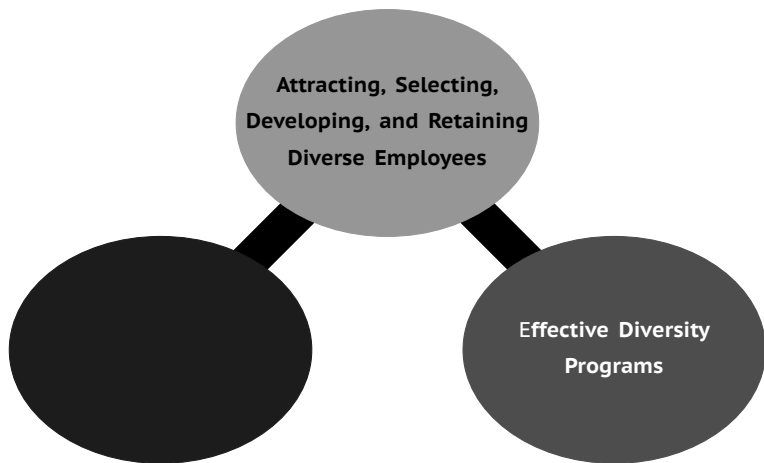 Attracting, Selecting,
Developing, and Retaining
Diverse Employees
Effective Diversity
Programs